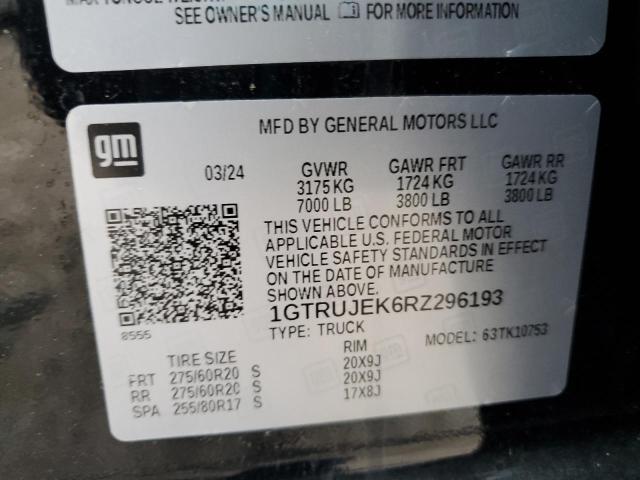 SEE OWNER'S MANUAL FOR MORE INFORMATION
gm
MFD BY GENERAL MOTORS LLC
03/24 GVWR GAWR FRT GAWR RR
3175 KG 1724 KG 1724 KG
7000 LB 3800 LB 3800 LB
THIS VEHICLE CONFORMS TO ALL
APPLICABLE U.S. FEDERAL MOTOR
VEHICLE SAFETY STANDARDS IN EFFECT
ON THE DATE OF MANUFACTURE
SHOWN ABOVE.
1GTRUJEK6RZ296193
8555
TYPE: TRUCK MODEL: 63TK10753
TIRE SIZE RIM
FRT 275/60R20 S 20X9J
RR 275/60R20 S 20X9J
SPA 255/80R17 S 17X8J